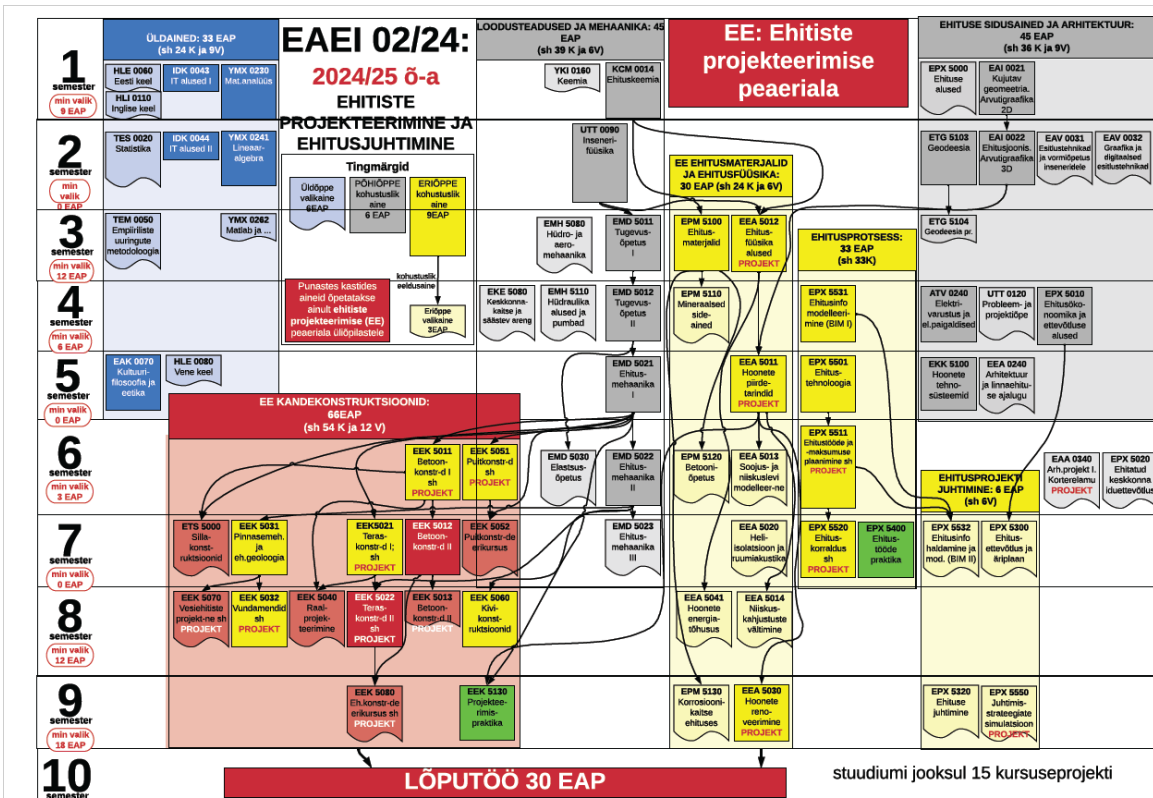 ÜLDAINED: 33 EAP
(sh 24 K ja 9V)
EAEI 02/24:
2024/25 õ-a
EHITISTE
PROJEKTEERIMINE JA
EHITUSJUHTIMINE
LOODUSTEADUSED JA MEHAANIKA: 45
EAP
(sh 39 K ja 6V)
EE: Ehitiste
projekteerimise
peaeriala
EHITUSE SIDUSAINED JA ARHITEKTUUR:
45 EAP
(sh 36 K ja 9V)
1
semester
min valik
9 EAP
HLE 0060
Eesti keel
HLI 0110
Inglise keel
IDK 0043
IT alused I
YMX 0230
Mat.analüüs
YKI 0160
Keemia
KCM 0014
Ehituskeemia
EPX 5000
Ehituse
alused
EAI 0021
Kujutav
geomeetria.
Arvutigraafika
2D
2
semester
min
valik
0 EAP
TES 0020
Statistika
IDK 0044
IT alused II
YMX 0241
Lineaar-
algebra
Tingmärgid
Üldõppe
valikaine
6EAP
PÕHIÕPPE
kohustuslik
aine
6 EAP
ERIÕPPE
kohustuslik
aine
9EAP
kohustuslik
eeldusaine
Punastes kastides
aineid õpetatakse
ainult ehitiste
projekteerimise (EE)
peaeriala üliõpilastele
Eriõppe
valikaine
3EAP
UTT 0090
Inseneri-
füüsika
EE EHITUSMATERJALID
JA EHITUSFÜÜSIKA:
30 EAP (sh 24 K ja 6V)
ETG 5103
Geodeesia
EAI 0022
Ehitusjoonis.
Arvutigraafika
3D
EAV 0031
Esitlustehnikad
ja vormiõpetus
inseneridele
EAV 0032
Graafika ja
digitaalsed
esitlustehnikad
3
semester
min valik
12 EAP
TEM 0050
Empiiriliste
uuringute
metodoloogia
YMX 0262
Matlab ja ...
EMH 5080
Hüdro- ja
aero-
mehaanika
EMD 5011
Tugevus-
õpetus
I
EPM 5100
Ehitus-
materjalid
EEA 5012
Ehitus-
füüsika
alused
PROJEKT
EHITUSPROTSESS:
33 EAP
(sh 33K)
ETG 5104
Geodeesia pr.
4
semester
min valik
6 EAP
EKE 5080
Keskkonna-
kaitse ja
säästev areng
EMH 5110
Hüdraulika
alused ja
pumbad
EMD 5012
Tugevus-
õpetus
II
EPM 5110
Mineraalsed
side-
ained
EPX 5531
Ehitusinfo
modelleeri-
mine (BIM I)
ATV 0240
Elektri-
varustus ja
el.paigaldised
UTT 0120
Probleem- ja
projektiõpe
EPX 5010
Ehitusöko-
noomika ja
ettevõtluse
alused
5
semester
min valik
0 EAP
EAK 0070
Kultuuri-
filosoofia ja
eetika
HLE 0080
Vene keel
EMD 5021
Ehitus-
mehaanika
I
EEA 5011
Hoonete
piirde-
tarindid
PROJEKT
EPX 5501
Ehitus-
tehnoloogia
EKK 5100
Hoonete
tehno-
süsteemid
EEA 0240
Arhitektuur
ja linnaehitu-
se ajalugu
EE KANDEKONSTRUKTSIOONID:
66EAP
(sh 54 K ja 12 V)
6
semester
min valik
3 EAP
EEK 5011
Betoon-
konstr-d I
sh
PROJEKT
EEK 5051
Puitkonstr-d
sh
PROJEKT
EMD 5030
Elastsus-
õpetus
EMD 5022
Ehitus-
mehaanika
II
EPM 5120
Betooni-
õpetus
EEA 5013
Soojus- ja
niiskuslevi
modelleer-ne
EPX 5511
Ehitustööde ja
-maksumuse
plaanimine sh
PROJEKT
EHITUSPROJEKTI
JUHTIMINE: 6 EAP
(sh 6V)
EAA 0340
Arh.projekt I.
Korterelamu
PROJEKT
EPX 5020
Ehitatud
keskkonna
iduettevõtlus
7
semester
min valik
0 EAP
ETS 5000
Silla-
konst-
ruktsioonid
EEK 5031
Pinnasemeh.
ja
eh.geoloogia
EEK5021
Teras-
konstr-d I;
sh
PROJEKT
EEK 5012
Betoon-
konstr-d II
EEK 5052
Puitkonstr-de
erikursus
EMD 5023
Ehitus-
mehaanika
III
EEA 5020
Heli-
isolatsioon ja
ruumiakustika
EPX 5520
Ehitus-
korraldus
sh
PROJEKT
EPX 5400
Ehitus-
tööde
praktika
EPX 5532
Ehitusinfo
haldamine ja
mod. (BIM II)
EPX 5300
Ehitus-
ettevõtlus ja
äriplaan
8
semester
min valik
12 EAP
EEK 5070
Vesiehitiste
projekt-ne sh
PROJEKT
EEK 5032
Vundamendid
sh
PROJEKT
EEK 5040
Raal-
projek-
teerimine
EEK 5022
Teras-
konstr-d II
sh
PROJEKT
EEK 5013
Betoon-
konstr-d II
PROJEKT
EEK 5060
Kivi-
konst-
ruktsioonid
EEA 5041
Hoonete
energia-
tõhusus
EEA 5014
Niiskus-
kahjustuste
vältimine
9
semester
min valik
18 EAP
EEK 5080
Eh.konstr-de
erikursus sh
PROJEKT
EEK 5130
Projektee-
rimis-
praktika
EPM 5130
Korrosiooni-
kaitse
ehituses
EEA 5030
Hoonete
reno-
veerimine
PROJEKT
EPX 5320
Ehituse
juhtimine
EPX 5550
Juhtimis-
strateegiate
simulatsioon
PROJEKT
10
semester
LÕPUTÖÖ 30 EAP
stuudiumi jooksul 15 kursuseprojekti